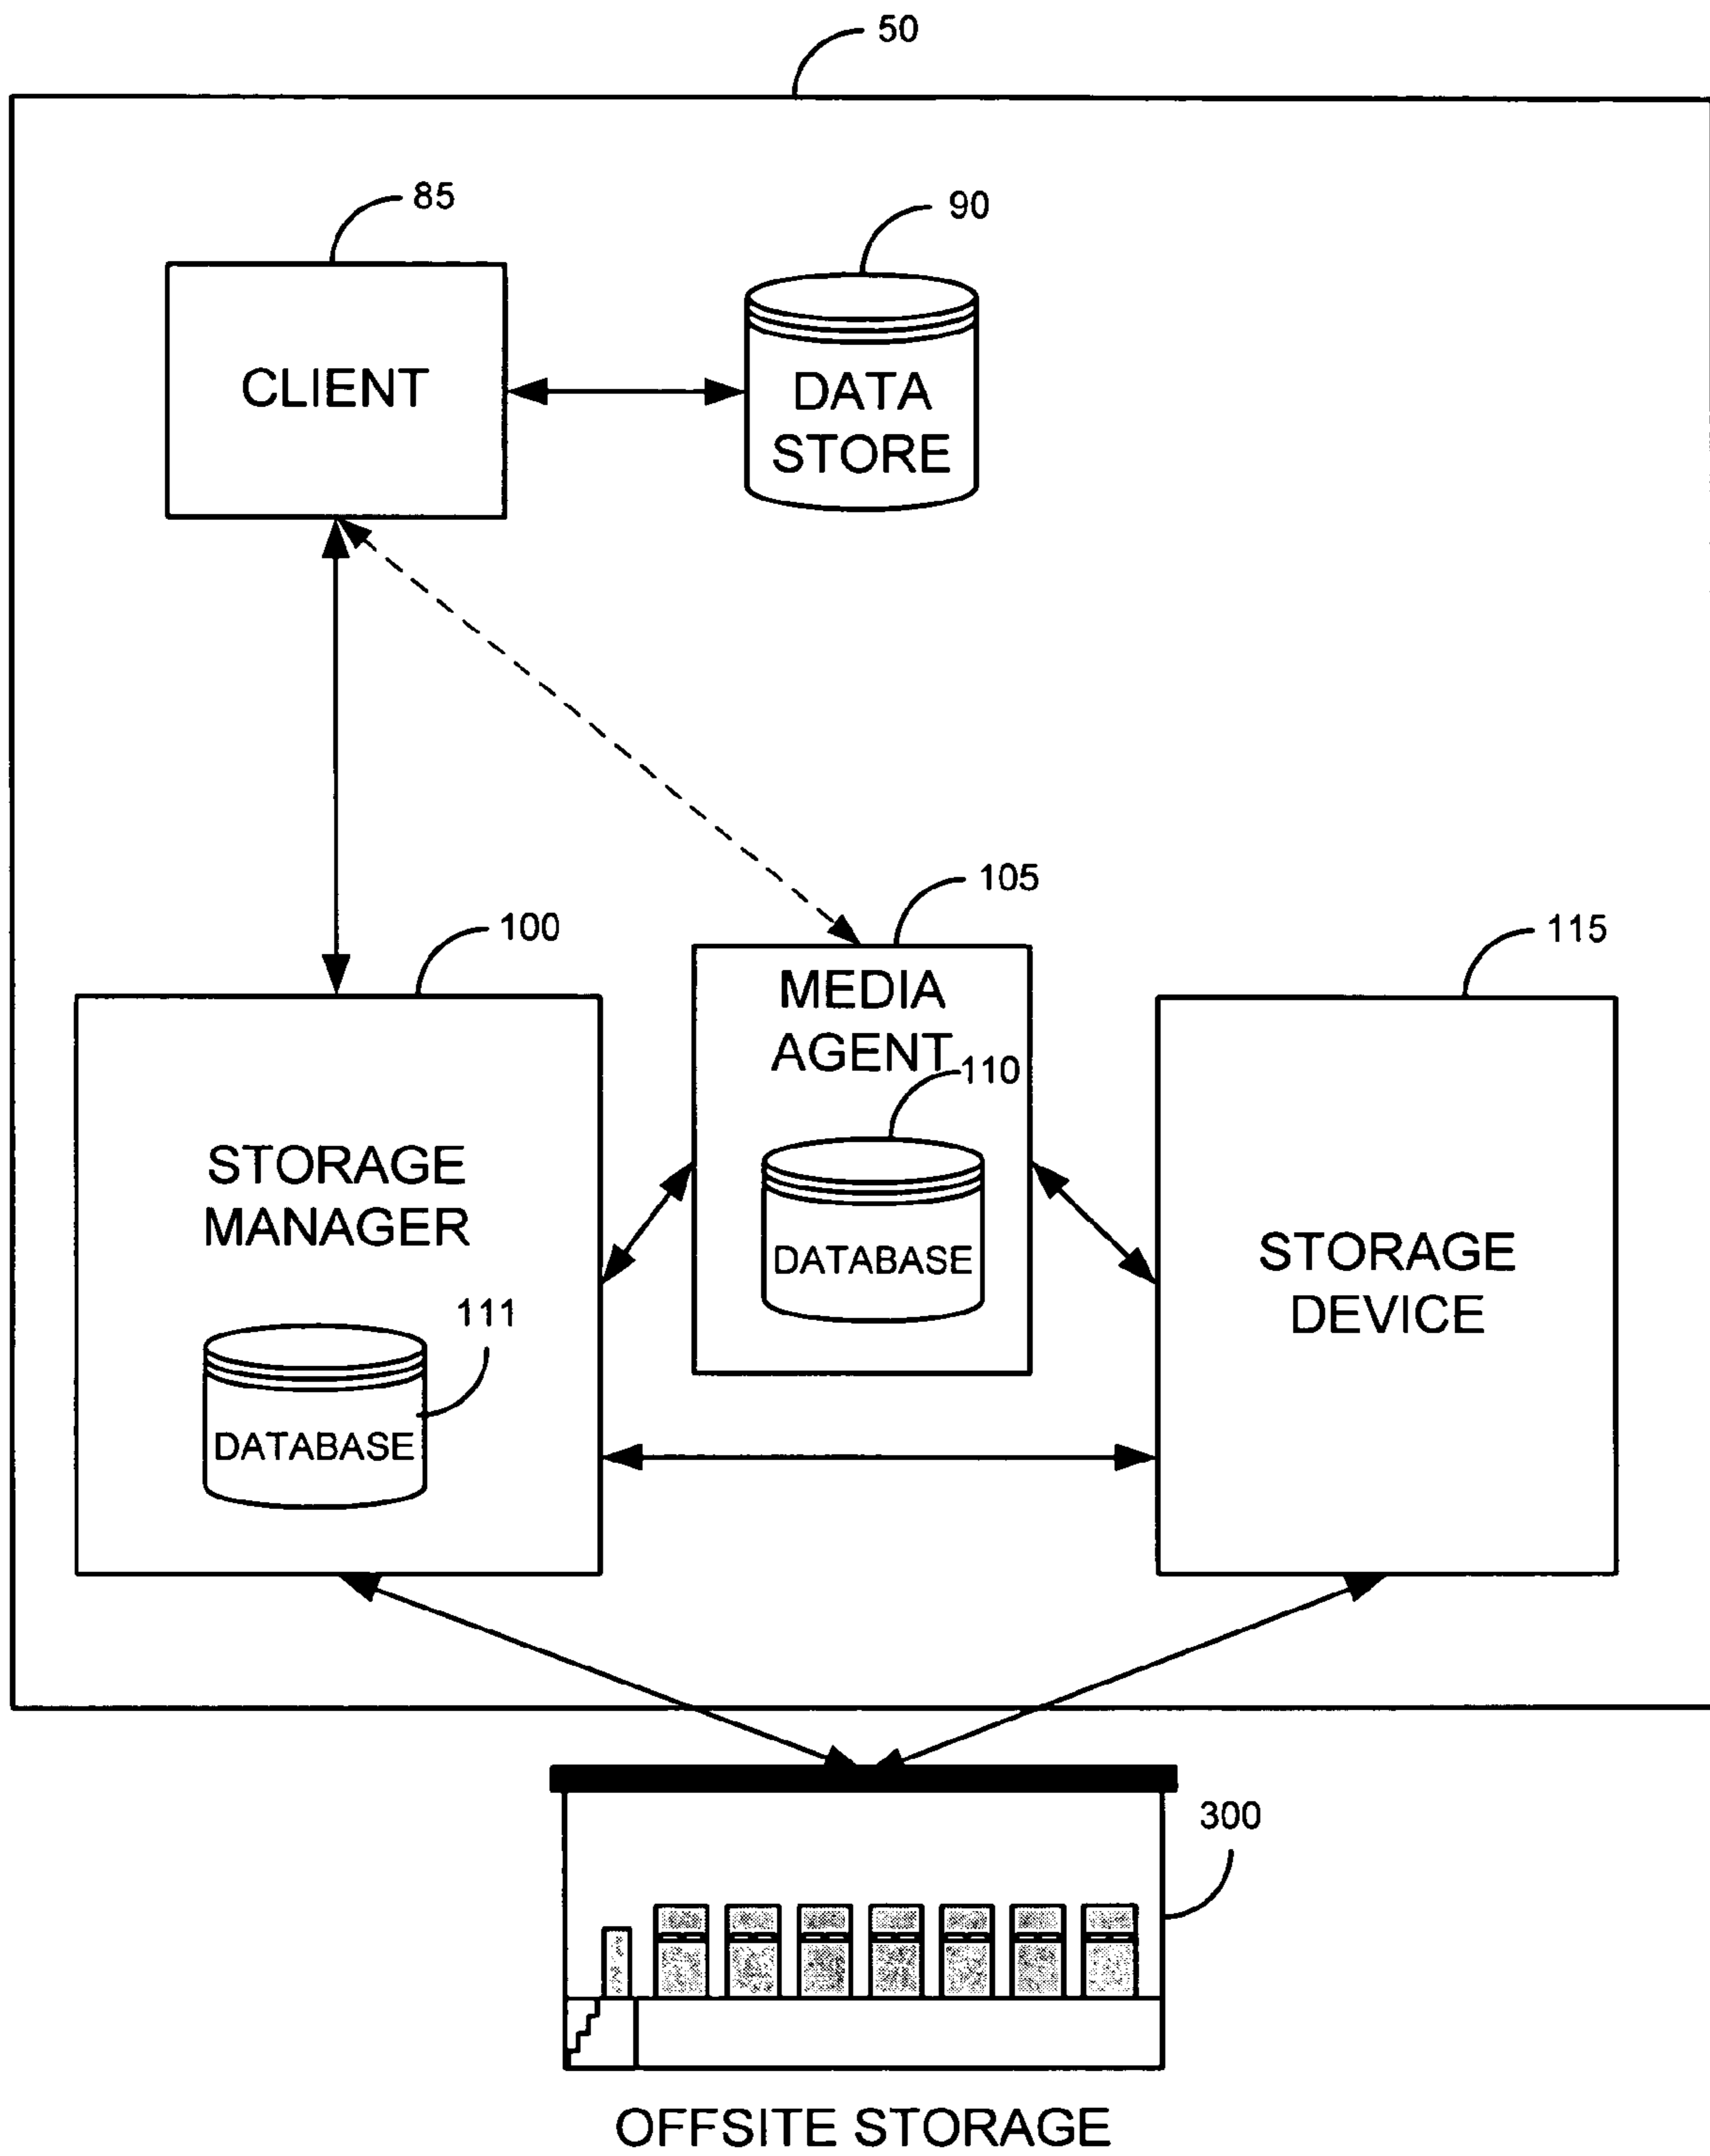 50
85
90
CLIENT
DATA
STORE
105
100
115
MEDIA
AGENT
110
STORAGE
MANAGER
DATABASE
STORAGE
DEVICE
111
DATABASE
300
OFFSITE STORAGE